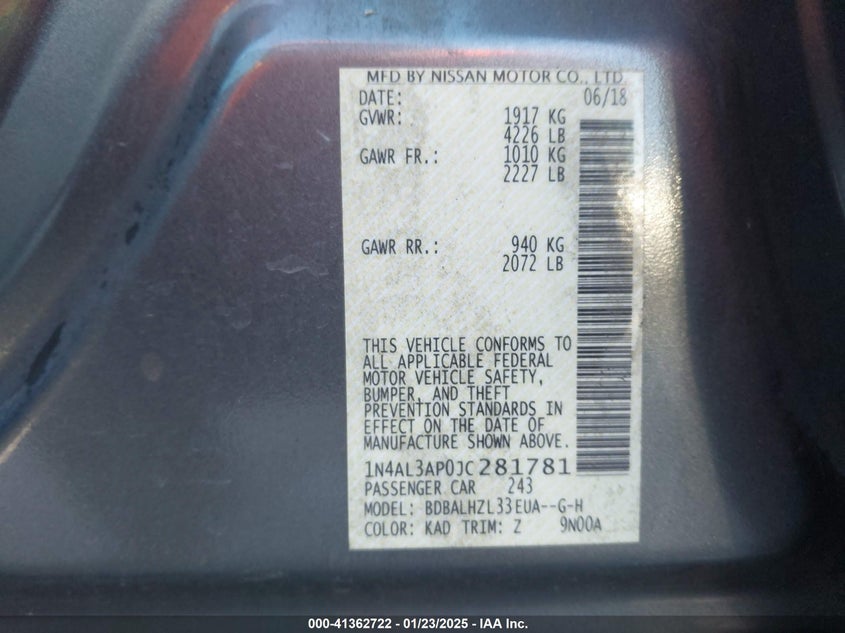 MFD BY NISSAN MOTOR CO., LTD.
DATE: 06/18
GVWR: 1917 KG
4226 LB
GAWR FR.: 1010 KG
2227 LB
GAWR RR.: 940 KG
2072 LB
THIS VEHICLE CONFORMS TO
ALL APPLICABLE FEDERAL
MOTOR VEHICLE SAFETY,
BUMPER, AND THEFT
PREVENTION STANDARDS IN
EFFECT ON THE DATE OF
MANUFACTURE SHOWN ABOVE.
1N4AL3AP0JC281781
PASSENGER CAR 243
MODEL: BDBALHZL33EUA--G-H
COLOR: KAD TRIM: Z 9N00A
000-41362722 — 01/23/2025 — IAA Inc.